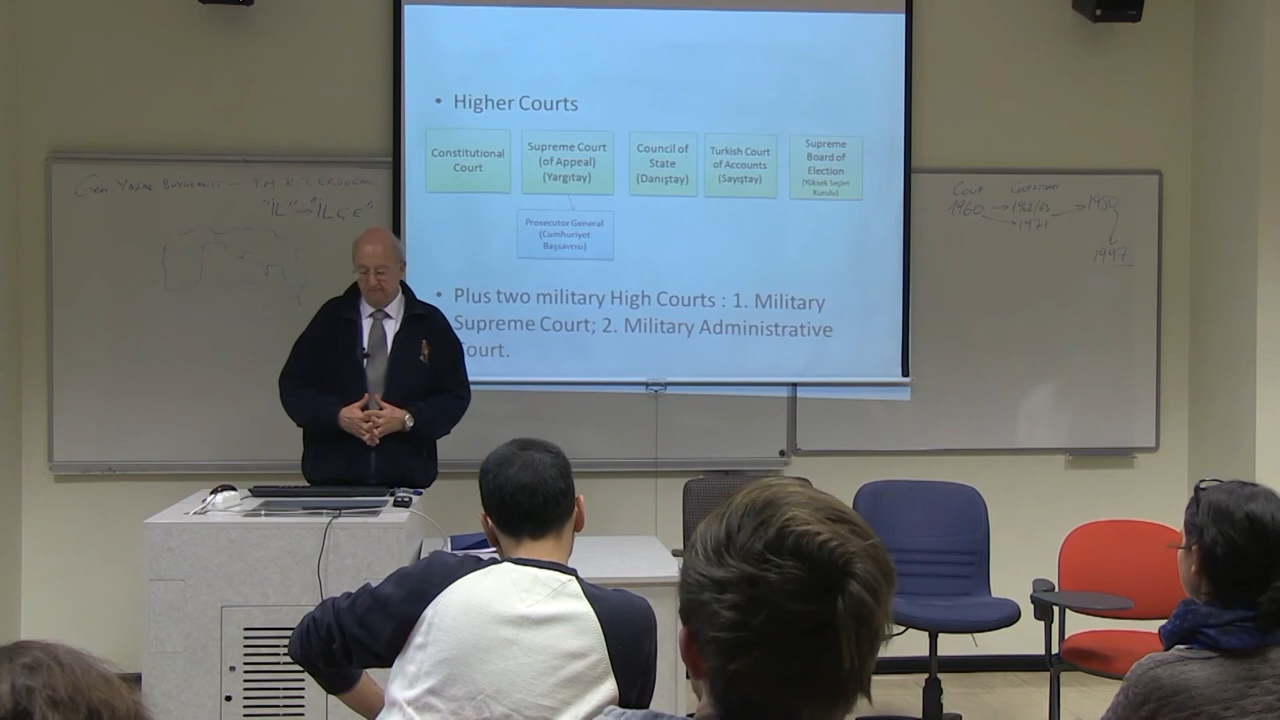 • Higher Courts
Constitutional
Court
Supreme Court
(of Appeal)
(Yargıtay)
Council of
State
(Danıştay)
Turkish Court
of Accounts
(Sayıştay)
Supreme
Board of
Election
(Yüksek Seçim
Kurulu)
Prosecutor General
(Cumhuriyet
Başsavcısı)
• Plus two military High Courts : 1. Military
Supreme Court; 2. Military Administrative
Court.
"İL" → "İLÇE"
Coup
1960 → 1962/63 → 1980
1971
1997